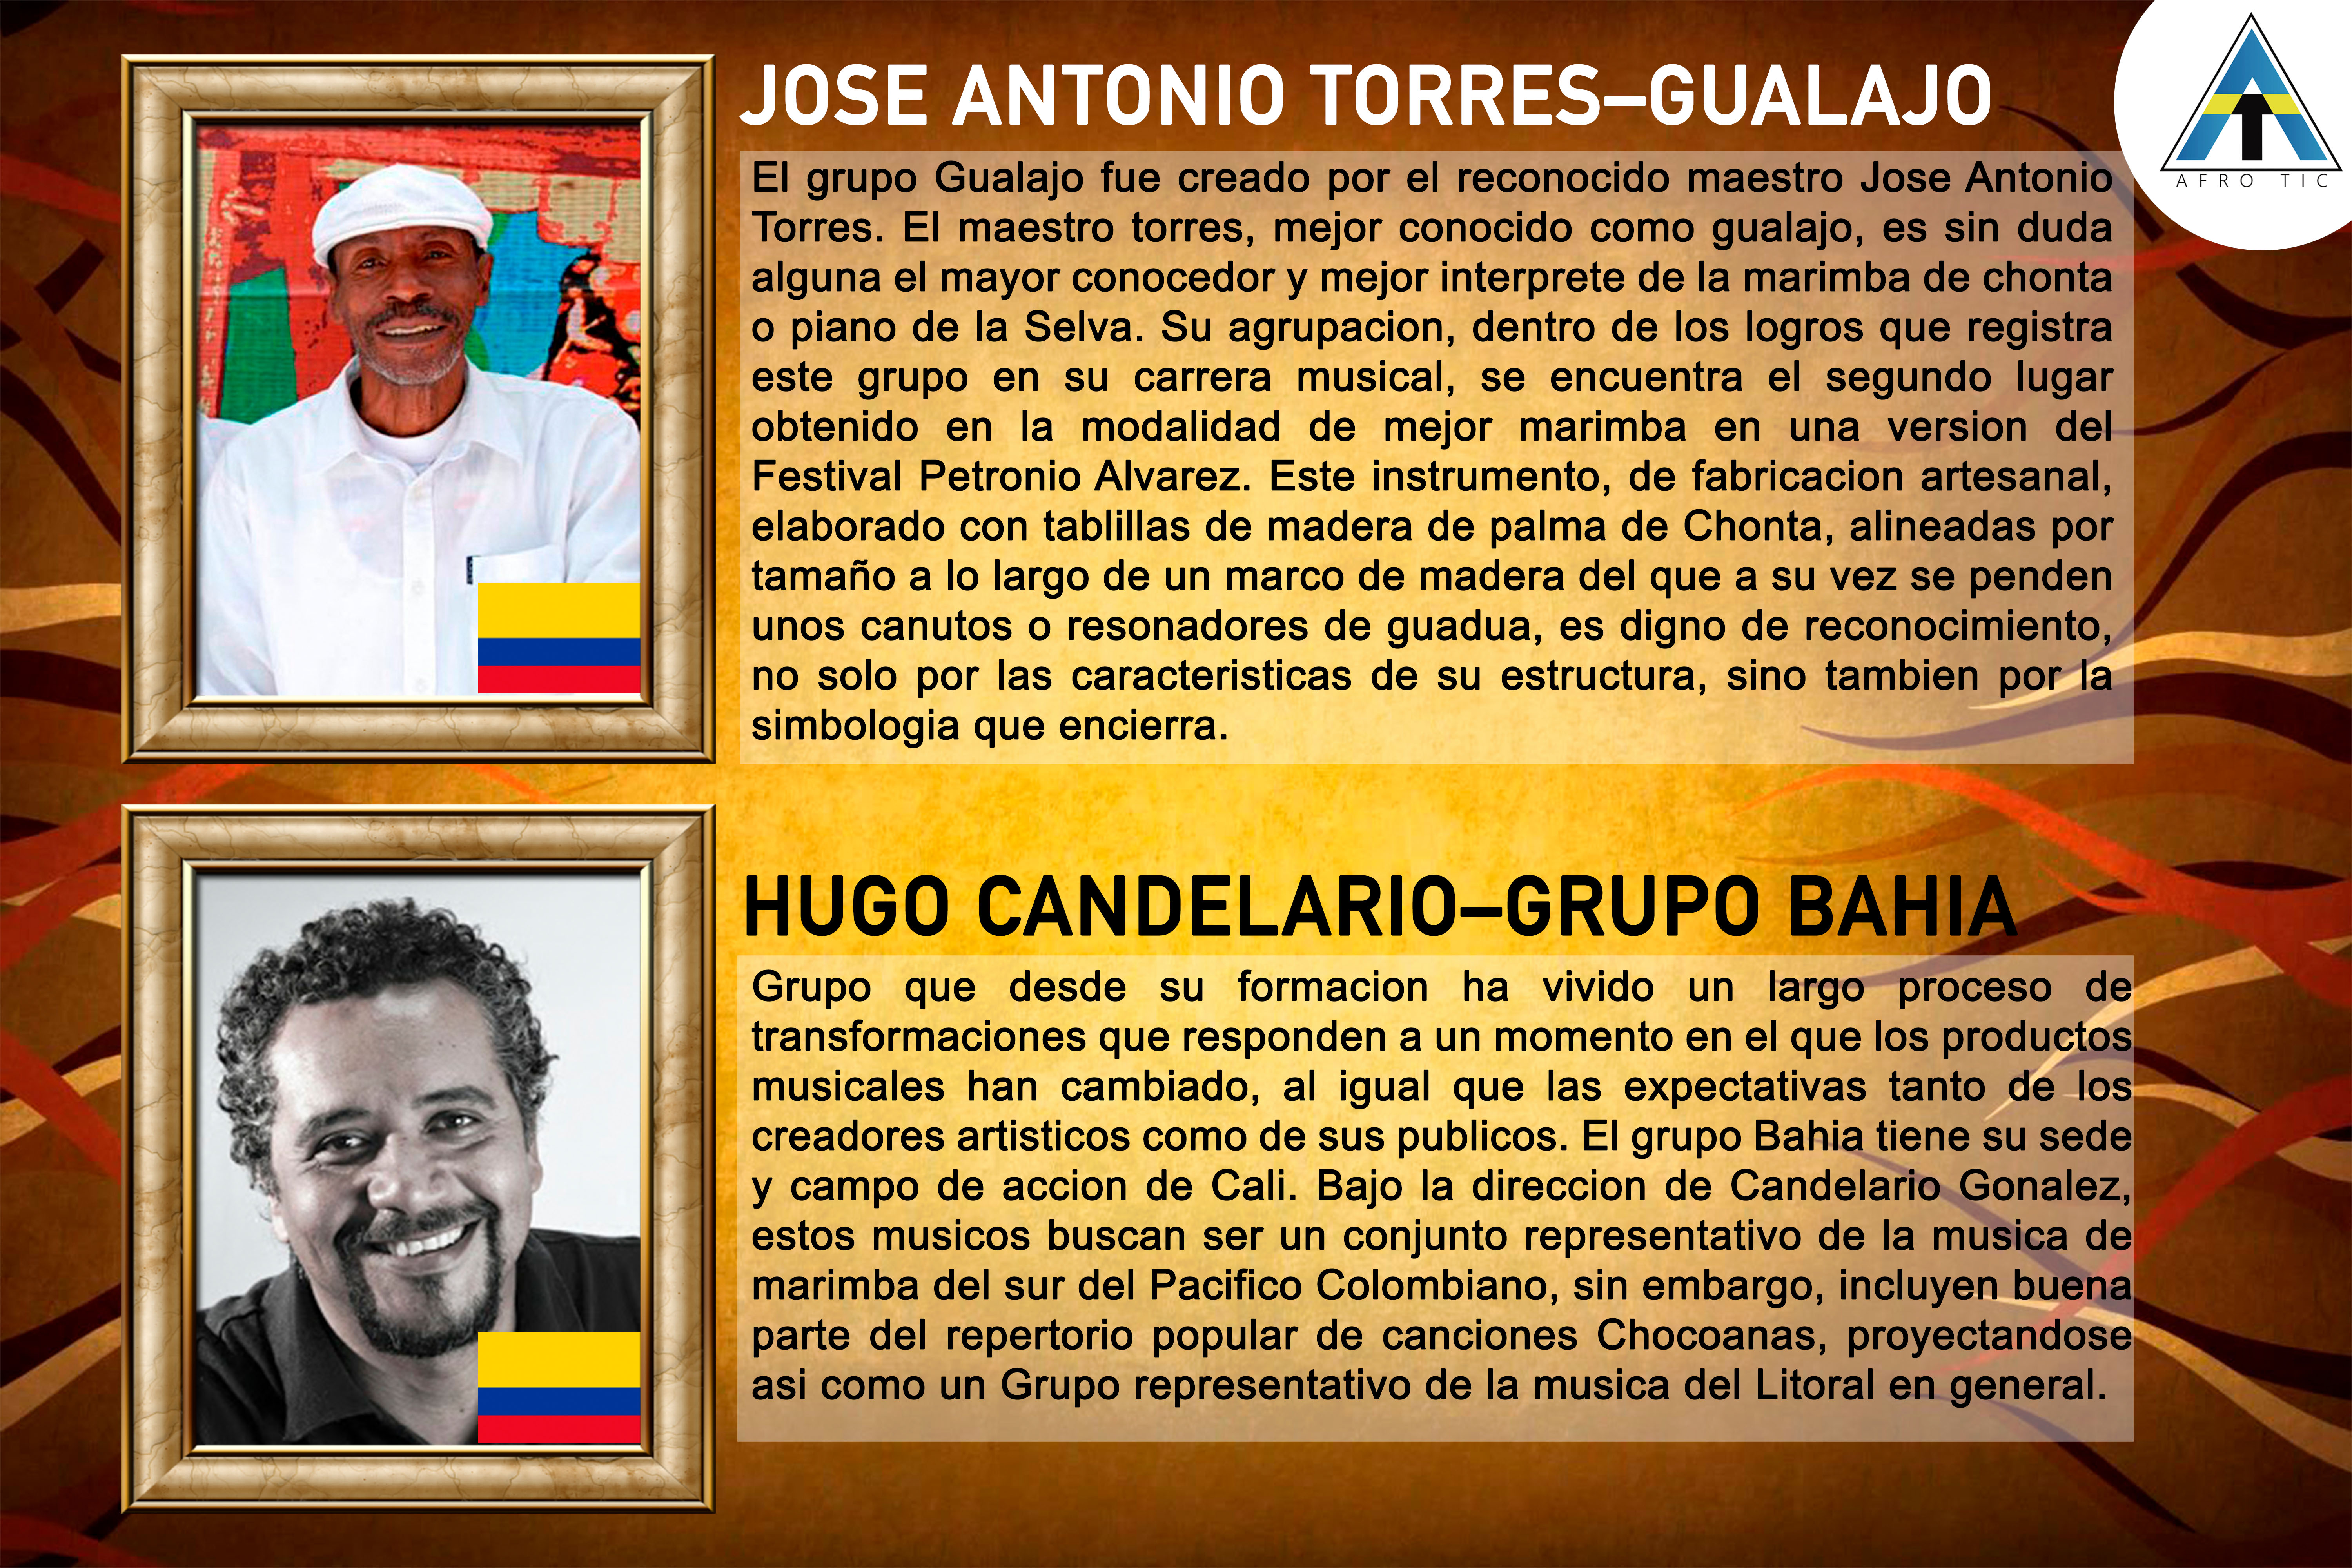 JOSE ANTONIO TORRES–GUALAJO
AFRO TIC
El grupo Gualajo fue creado por el reconocido maestro Jose Antonio
Torres. El maestro torres, mejor conocido como gualajo, es sin duda
alguna el mayor conocedor y mejor interprete de la marimba de chonta
o piano de la Selva. Su agrupacion, dentro de los logros que registra
este grupo en su carrera musical, se encuentra el segundo lugar
obtenido en la modalidad de mejor marimba en una version del
Festival Petronio Alvarez. Este instrumento, de fabricacion artesanal,
elaborado con tablillas de madera de palma de Chonta, alineadas por
tamaño a lo largo de un marco de madera del que a su vez se penden
unos canutos o resonadores de guadua, es digno de reconocimiento,
no solo por las caracteristicas de su estructura, sino tambien por la
simbologia que encierra.
HUGO CANDELARIO–GRUPO BAHIA
Grupo que desde su formacion ha vivido un largo proceso de
transformaciones que responden a un momento en el que los productos
musicales han cambiado, al igual que las expectativas tanto de los
creadores artisticos como de sus publicos. El grupo Bahia tiene su sede
y campo de accion de Cali. Bajo la direccion de Candelario Gonalez,
estos musicos buscan ser un conjunto representativo de la musica de
marimba del sur del Pacifico Colombiano, sin embargo, incluyen buena
parte del repertorio popular de canciones Chocoanas, proyectandose
asi como un Grupo representativo de la musica del Litoral en general.